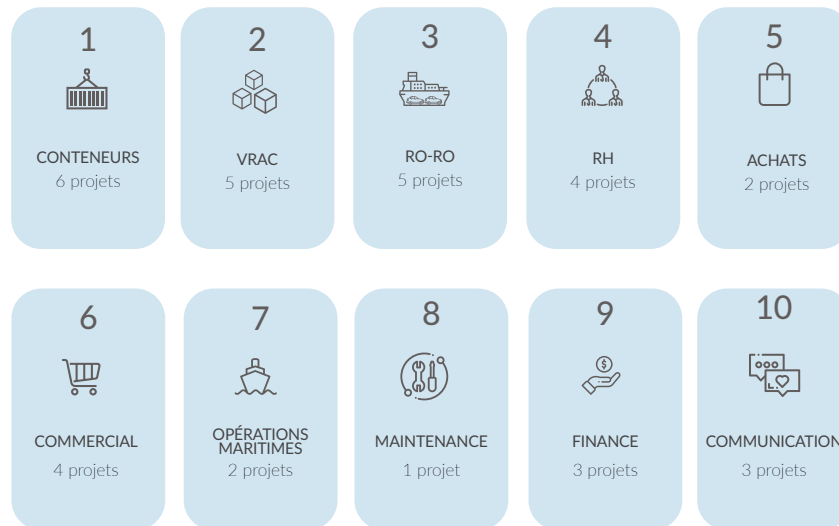 1
CONTENEURS
6 projets
2
VRAC
5 projets
3
RO-RO
5 projets
4
RH
4 projets
5
ACHATS
2 projets
6
COMMERCIAL
4 projets
7
OPÉRATIONS
MARITIMES
2 projets
8
MAINTENANCE
1 projet
9
FINANCE
3 projets
10
COMMUNICATION
3 projets